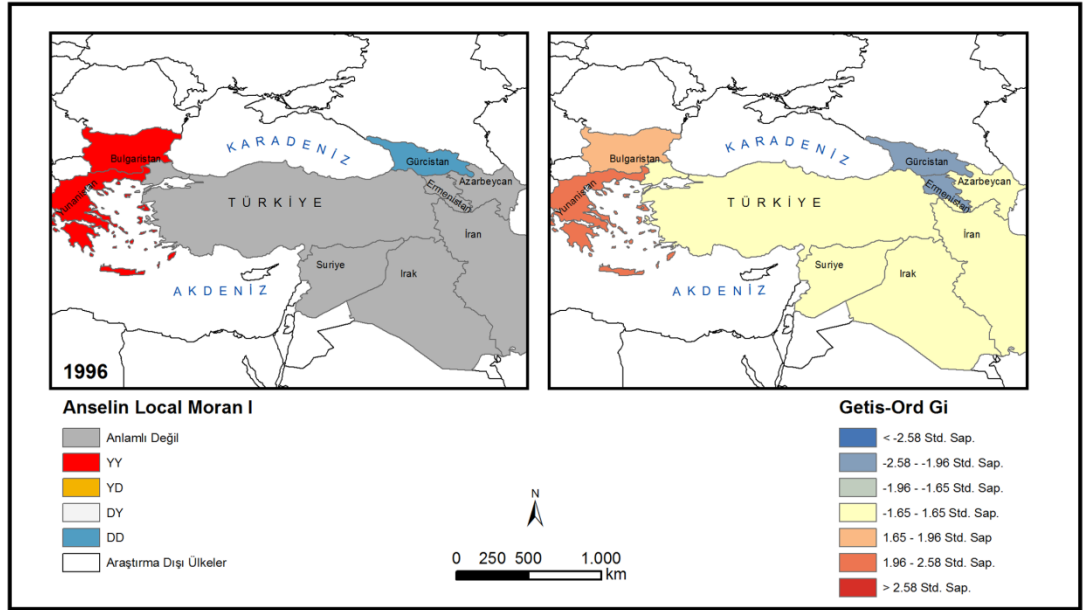 KARADENİZ
Bulgaristan
Gürcistan
Azarbeycan
Ermenistan
Yunanistan
TÜRKİYE
İran
Suriye
Irak
AKDENİZ
1996
KARADENİZ
Bulgaristan
Gürcistan
Azarbeycan
Ermenistan
Yunanistan
TÜRKİYE
İran
Suriye
Irak
AKDENİZ
Anselin Local Moran I
Anlamlı Değil
YY
YD
DY
DD
Araştırma Dışı Ülkeler
N
0 250 500 1.000
km
Getis-Ord Gi
< -2.58 Std. Sap.
-2.58 - -1.96 Std. Sap.
-1.96 - -1.65 Std. Sap.
-1.65 - 1.65 Std. Sap.
1.65 - 1.96 Std. Sap
1.96 - 2.58 Std. Sap.
> 2.58 Std. Sap.